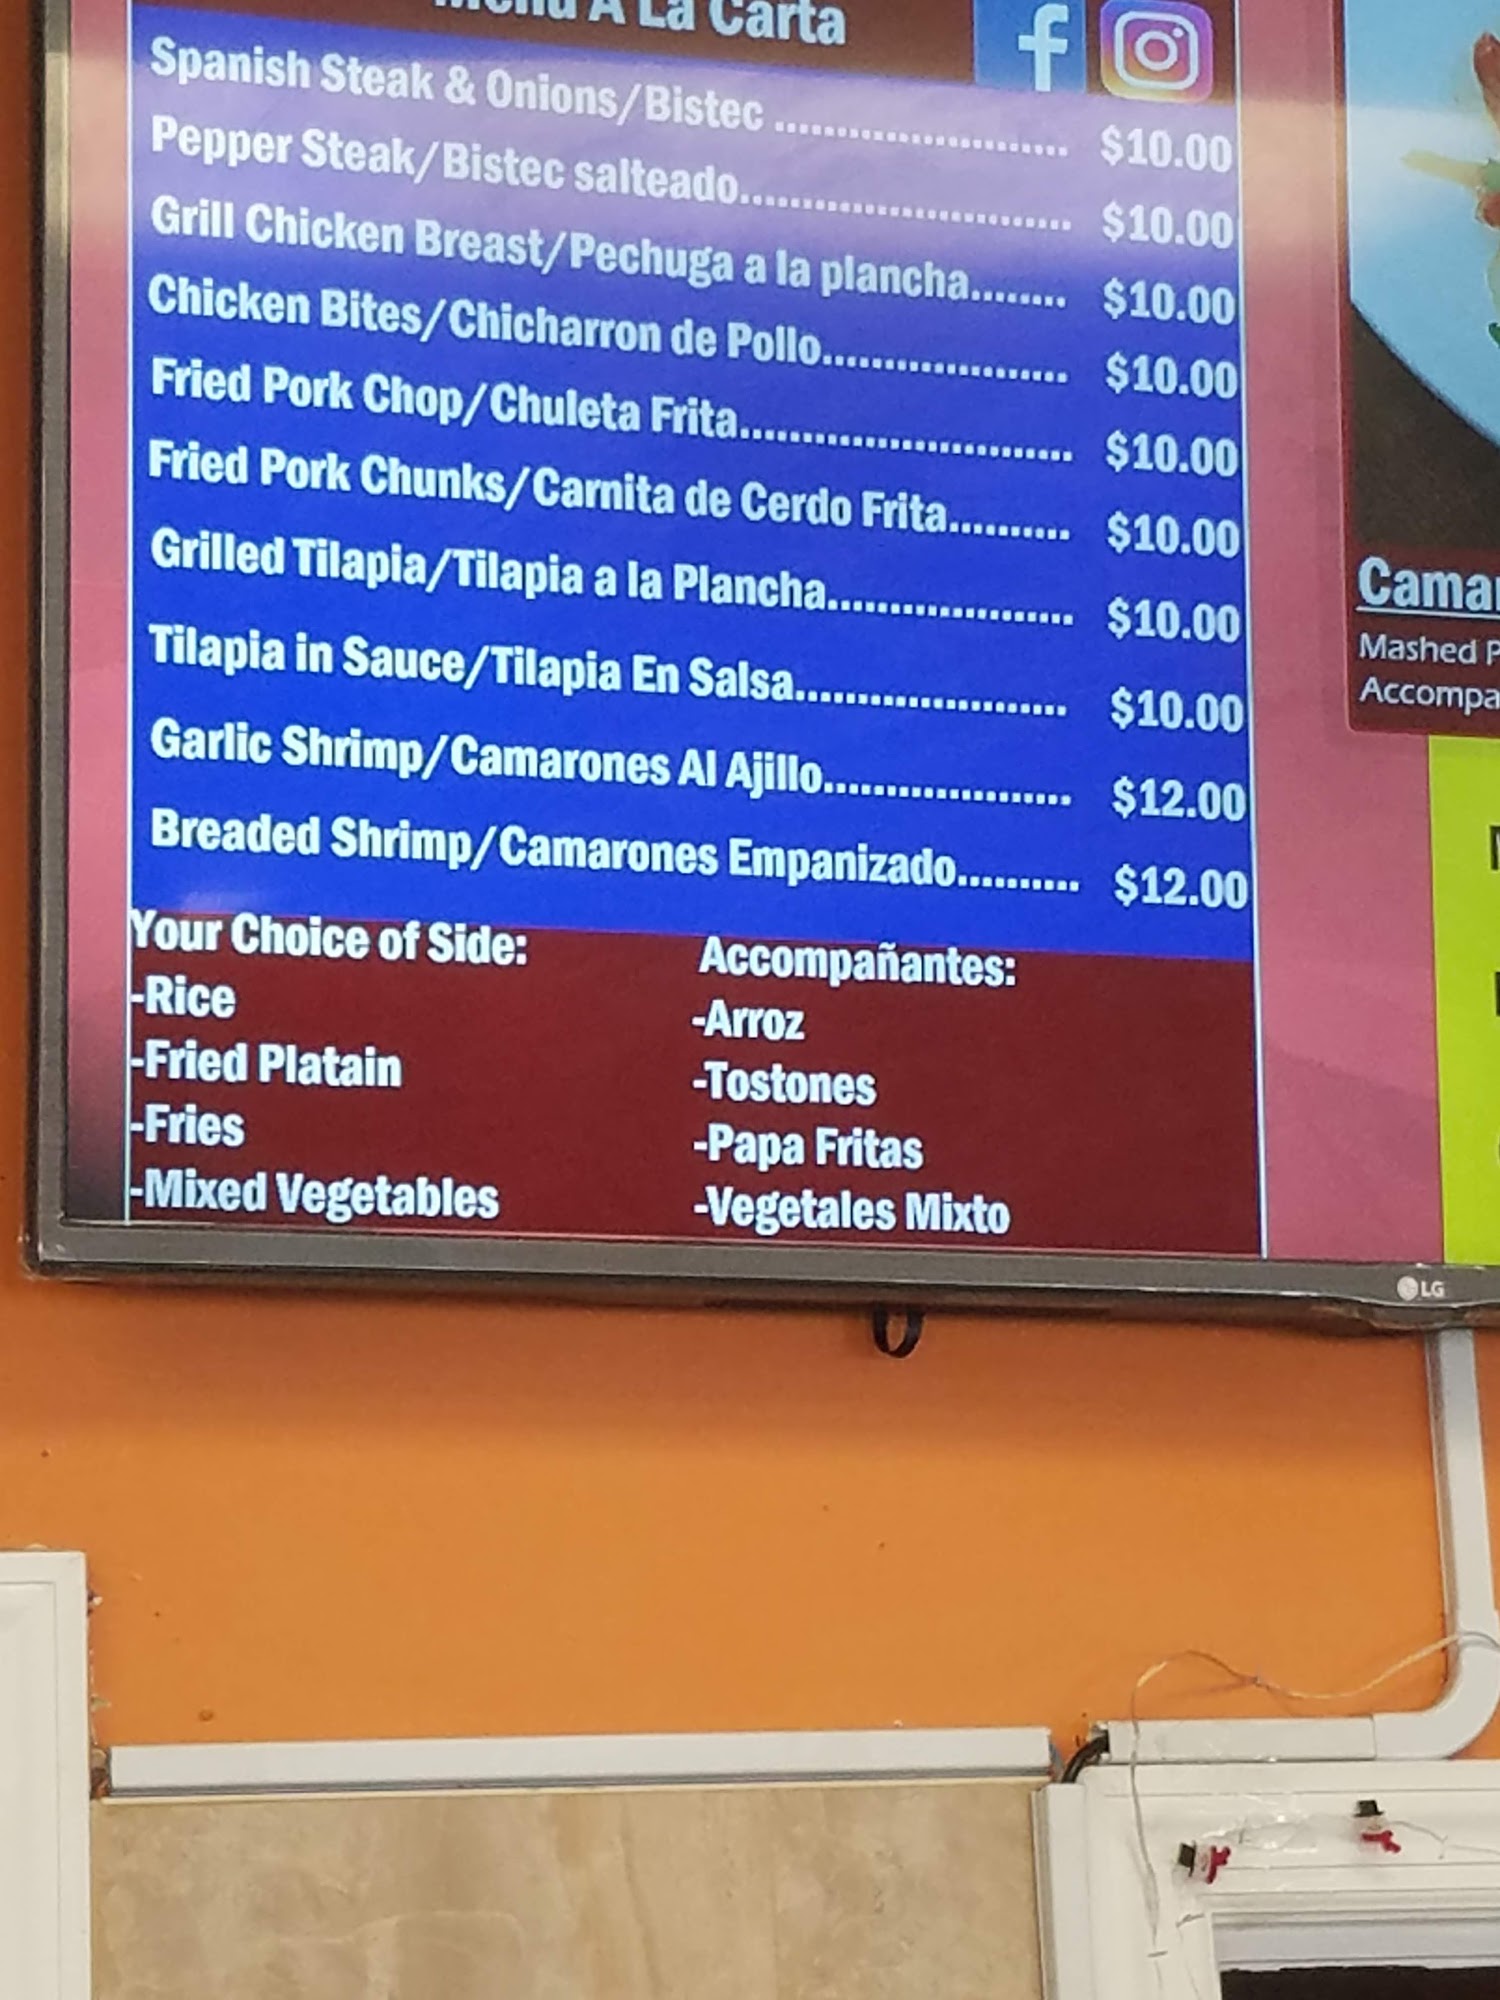 A La Carta
Spanish Steak & Onions/Bistec ........................ $10.00
Pepper Steak/Bistec salteado........................... $10.00
Grill Chicken Breast/Pechuga a la plancha........ $10.00
Chicken Bites/Chicharron de Pollo.................... $10.00
Fried Pork Chop/Chuleta Frita........................... $10.00
Fried Pork Chunks/Carnita de Cerdo Frita.......... $10.00
Grilled Tilapia/Tilapia a la Plancha.................... $10.00
Tilapia in Sauce/Tilapia En Salsa...................... $10.00
Garlic Shrimp/Camarones Al Ajillo.................... $12.00
Breaded Shrimp/Camarones Empanizado.......... $12.00
Your Choice of Side:
-Rice
-Fried Platain
-Fries
-Mixed Vegetables
Accompañantes:
-Arroz
-Tostones
-Papa Fritas
-Vegetales Mixto
Mashed
LG